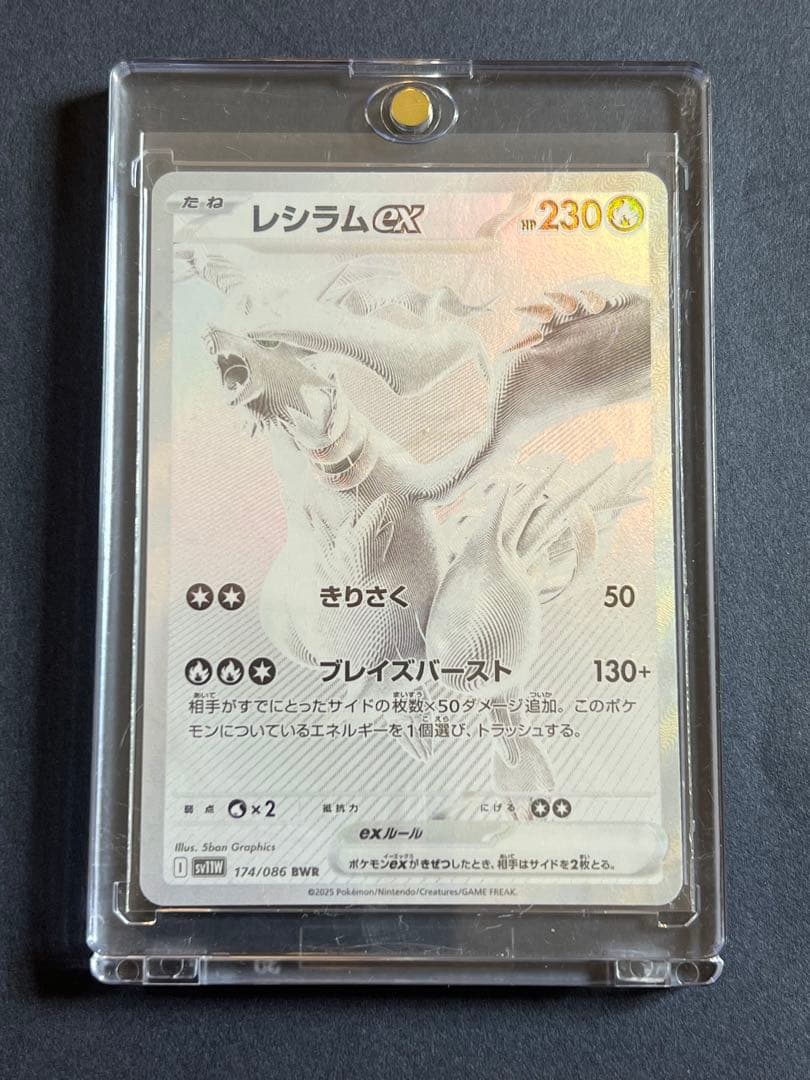 たね
レシラムex
HP230
きりさく 50
ブレイズバースト 130+
相手がすでにとったサイドの枚数×50ダメージ追加。このポケ
モンについているエネルギーを1個選び、トラッシュする。
弱点 ×2 抵抗力 にげる
exルール
ポケモンexがきぜつしたとき、相手はサイドを2枚とる。
Illus. 5ban Graphics
I sv11W 174/086 BWR
©2025 Pokémon/Nintendo/Creatures/GAME FREAK.